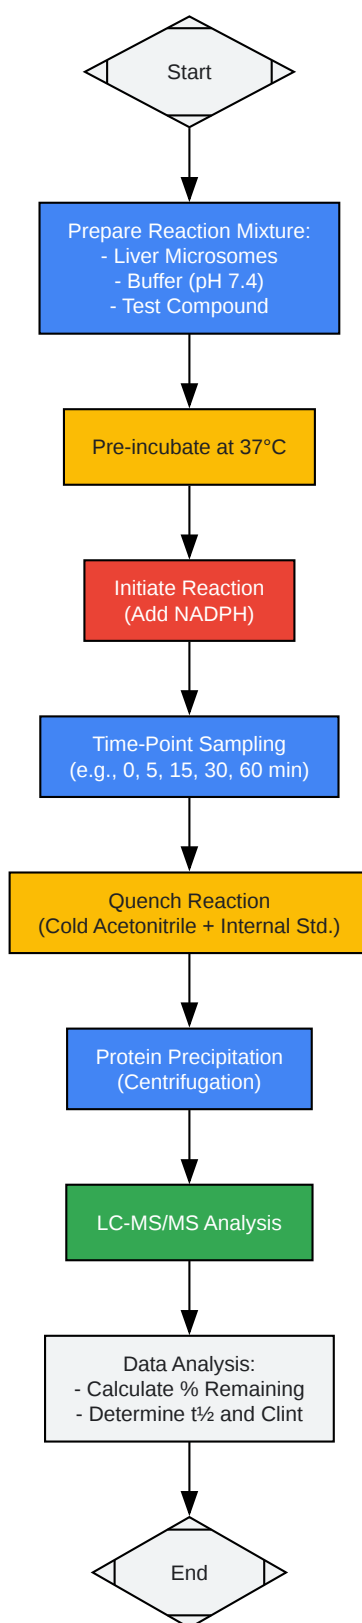 Start
Prepare Reaction Mixture:
- Liver Microsomes
- Buffer (pH 7.4)
- Test Compound
Pre-incubate at 37°C
Initiate Reaction
(Add NADPH)
Time-Point Sampling
(e.g., 0, 5, 15, 30, 60 min)
Quench Reaction
(Cold Acetonitrile + Internal Std.)
Protein Precipitation
(Centrifugation)
LC-MS/MS Analysis
Data Analysis:
- Calculate % Remaining
- Determine t½ and Clint
End